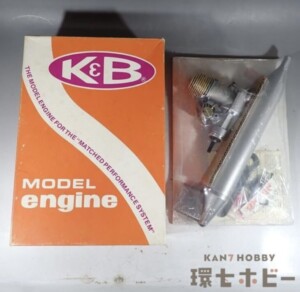 K&B
THE MODEL ENGINE FOR THE "MATCHED PERFORMANCE SYSTEM"
MODEL
engine
KAN7 HOBBY
環七ホビー